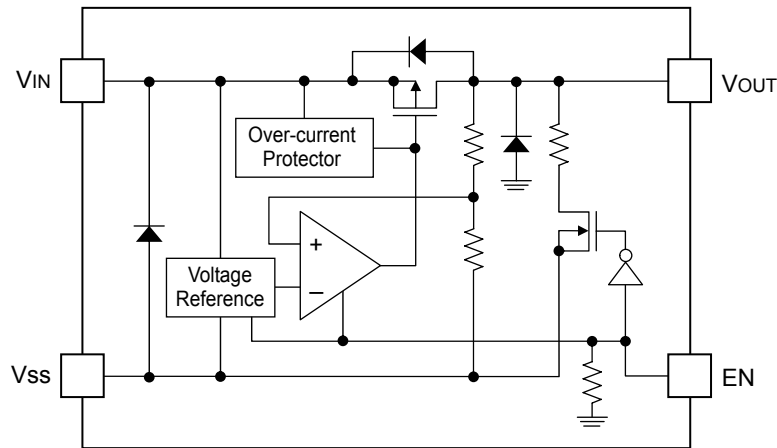 VIN
VOUT
Over-current
Protector
+
Voltage
Reference
−
VSS
EN